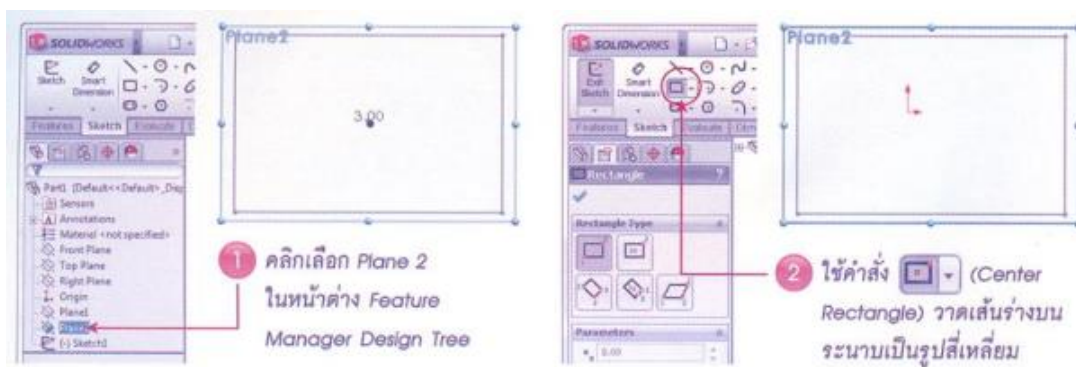 SOLIDWORKS
Plane2
Sketch
Smart
Dimension
3.00
Features Sketch Evaluate
Part1 (Default<<Default>_Disp
Sensors
Annotations
Material <not specified>
Front Plane
Top Plane
Right Plane
Origin
Plane1
(-) Sketch1
1 คลิกเลือก Plane 2
ในหน้าต่าง Feature
Manager Design Tree
SOLIDWORKS
Plane2
Exit
Sketch
Smart
Dimension
Features Sketch Evaluate
Rectangle ?
Rectangle Type
Parameters
0.00
2 ใช้คำสั่ง (Center
Rectangle) วาดเส้นร่างบน
ระนาบเป็นรูปสี่เหลี่ยม